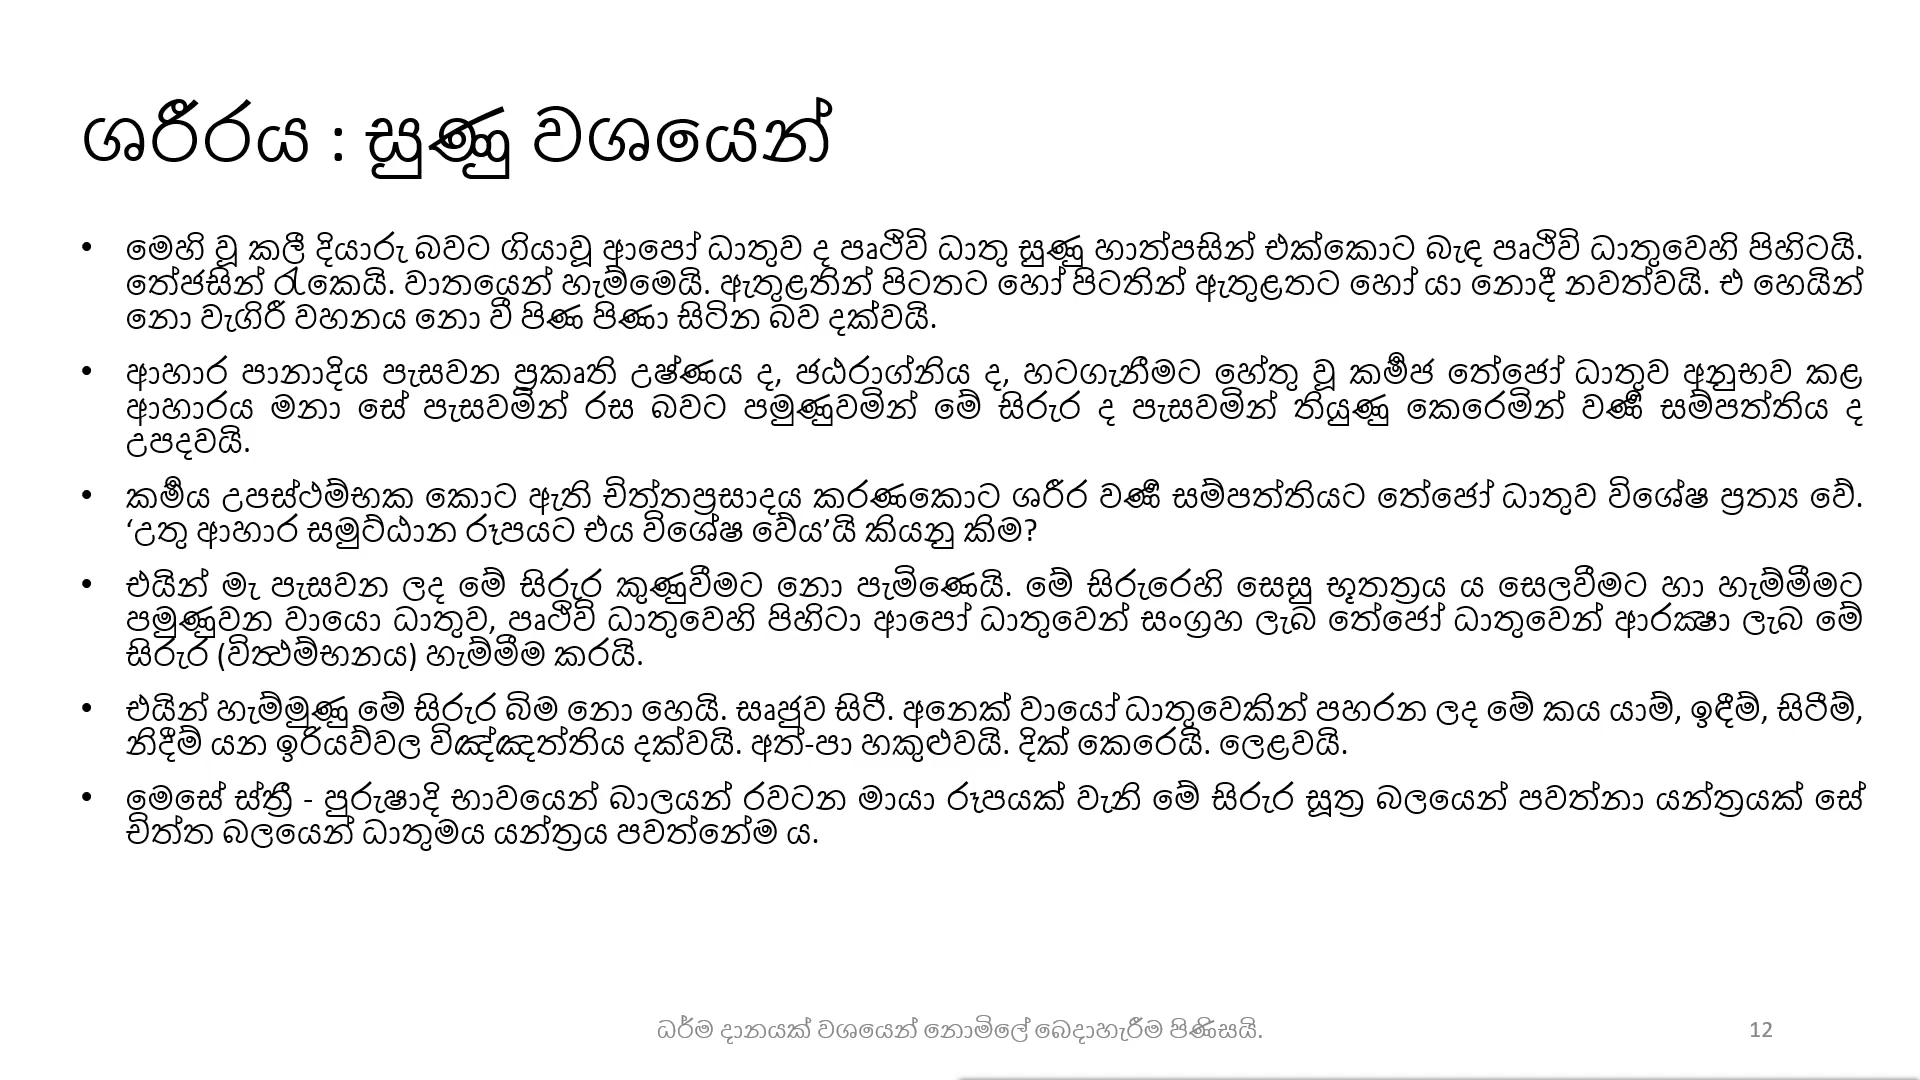 ශරීරය : සුණු වශයෙන්
• මෙහි වූ කලී දියාරු බවට ගියාවූ ආපෝ ධාතුව ද පෘථිවි ධාතු සුණු හාත්පසින් එක්කොට බැඳ පෘථිවි ධාතුවෙහි පිහිටයි.
තේජසින් රැකෙයි. වාතයෙන් හැම්මෙයි. ඇතුළතින් පිටතට හෝ පිටතින් ඇතුළතට හෝ යා නොදී නවත්වයි. එ හෙයින්
නො වැගිරී වහනය නො වී පිණ පිණා සිටින බව දක්වයි.
• ආහාර පානාදිය පැසවන ප්‍රකෘති උෂ්ණය ද, ජඨරාග්නිය ද, හටගැනීමට හේතු වූ කර්‍මජ තේජෝ ධාතුව අනුභව කළ
ආහාරය මනා සේ පැසවමින් රස බවට පමුණුවමින් මේ සිරුර ද පැසවමින් තියුණු කෙරෙමින් වර්‍ණ සම්පත්තිය ද
උපදවයි.
• කර්‍මය උපස්ථම්භක කොට ඇති චිත්තප්‍රසාදය කරණකොට ශරීර වර්‍ණ සම්පත්තියට තේජෝ ධාතුව විශේෂ ප්‍රත්‍ය වේ.
‘උතු ආහාර සමුට්ඨාන රූපයට එය විශේෂ වේය’යි කියනු කිම?
• එයින් මැ පැසවන ලද මේ සිරුර කුණුවීමට නො පැමිණෙයි. මේ සිරුරෙහි සෙසු භූතත්‍රය ය සෙලවීමට හා හැම්මීමට
පමුණුවන වායො ධාතුව, පෘථිවි ධාතුවෙහි පිහිටා ආපෝ ධාතුවෙන් සංග්‍රහ ලැබ තේජෝ ධාතුවෙන් ආරක්‍ෂා ලැබ මේ
සිරුර (විත්‍ථම්භනය) හැම්මීම කරයි.
• එයින් හැම්මුණු මේ සිරුර බිම නො හෙයි. සෘජුව සිටී. අනෙක් වායෝ ධාතුවෙකින් පහරන ලද මේ කය යාම්, ඉඳීම්, සිටීම්,
නිදීම් යන ඉරියව්වල විඤ්ඤත්තිය දක්වයි. අත්-පා හකුළුවයි. දික් කෙරෙයි. ලෙළවයි.
• මෙසේ ස්ත්‍රී - පුරුෂාදි භාවයෙන් බාලයන් රවටන මායා රූපයක් වැනි මේ සිරුර සූත්‍ර බලයෙන් පවත්නා යන්ත්‍රයක් සේ
චිත්ත බලයෙන් ධාතුමය යන්ත්‍රය පවත්නේම ය.
ධර්ම දානයක් වශයෙන් නොමිලේ බෙදාහැරීම පිණිසයි.
12